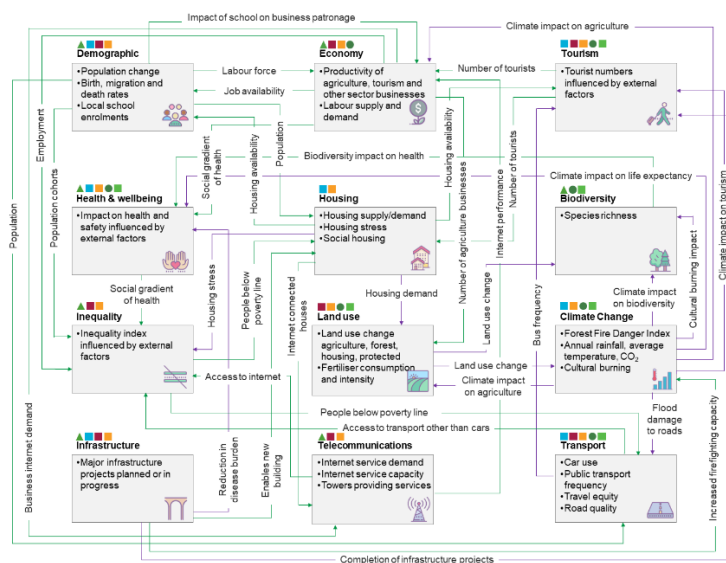 Impact of school on business patronage
Climate impact on agriculture
Demographic
•Population change
•Birth, migration and
death rates
•Local school
enrolments
Labour force
Job availability
Economy
•Productivity of
agriculture, tourism and
other sector businesses
•Labour supply and
demand
Number of tourists
Tourism
•Tourist numbers
influenced by external
factors
Employment
Population cohorts
Population
Social gradient
of health
Housing availability
Population
Housing availability
Number of tourists
Biodiversity impact on health
Climate impact on life expectancy
Health & wellbeing
•Impact on health and
safety influenced by
external factors
Housing
•Housing supply/demand
•Housing stress
•Social housing
Number of agriculture businesses
Internet performance
Biodiversity
•Species richness
Climate impact on tourism
Social gradient
of health
Housing stress
People below
poverty line
Internet connected
houses
Housing demand
Land use change
Bus frequency
Climate impact
on biodiversity
Cultural burning impact
Inequality
•Inequality index
influenced by external
factors
Access to internet
Land use
•Land use change
agriculture, forest,
housing, protected
•Fertiliser consumption
and intensity
Land use change
Climate impact
on agriculture
Climate Change
•Forest Fire Danger Index
•Annual rainfall, average
temperature, CO₂
•Cultural burning
People below poverty line
Access to transport other than cars
Flood
damage
to roads
Business internet demand
Infrastructure
•Major infrastructure
projects planned or in
progress
Reduction in
disease burden
Enables new
building
Telecommunications
•Internet service demand
•Internet service capacity
•Towers providing services
Transport
•Car use
•Public transport
frequency
•Travel equity
•Road quality
Increased firefighting capacity
Completion of infrastructure projects